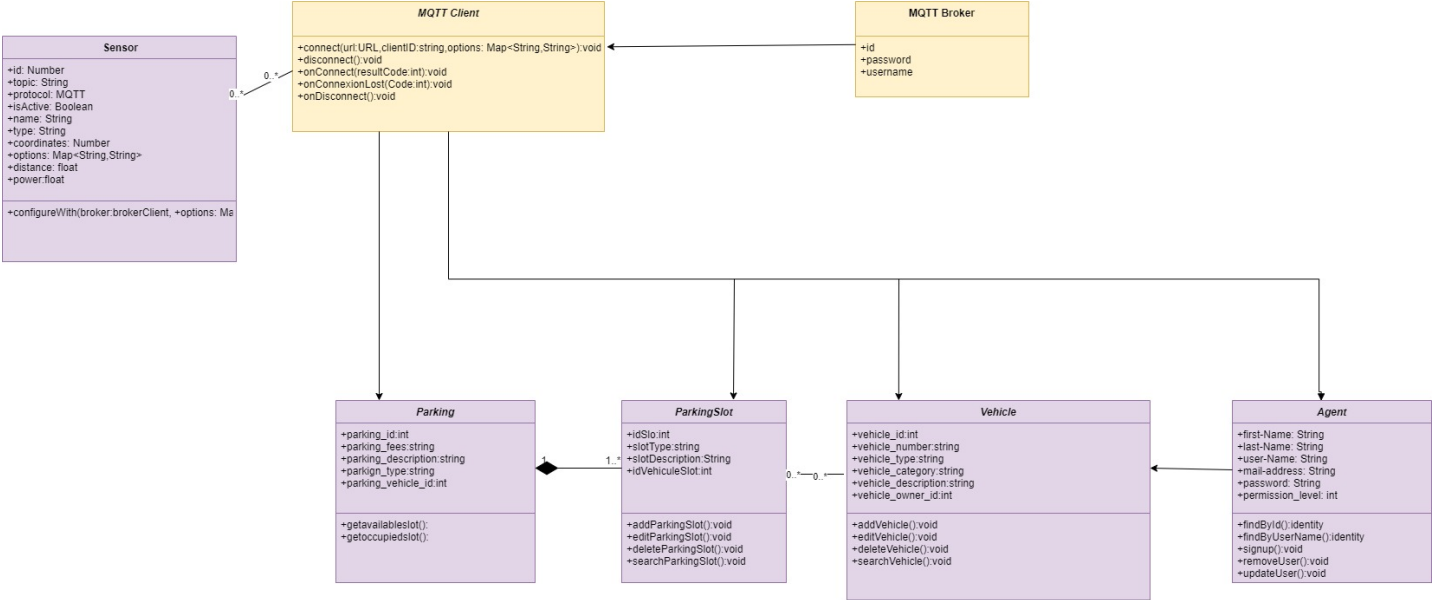 MQTT Client
+connect(url:URL,clientID:string,options: Map<String,String>):void
+disconnect():void
+onConnect(resultCode:int):void
+onConnexionLost(Code:int):void
+onDisconnect():void
MQTT Broker
+id
+password
+username
Sensor
+id: Number
+topic: String
+protocol: MQTT
+isActive: Boolean
+name: String
+type: String
+coordinates: Number
+options: Map<String,String>
+distance: float
+power:float
+configureWith(broker:brokerClient, +options: Ma
0..*
0..*
Parking
+parking_id:int
+parking_fees:string
+parking_description:string
+parkign_type:string
+parking_vehicle_id:int
+getavailableslot():
+getoccupiedslot():
1
1..*
ParkingSlot
+idSlo:int
+slotType:string
+slotDescription:String
+idVehiculeSlot:int
+addParkingSlot():void
+editParkingSlot():void
+deleteParkingSlot():void
+searchParkingSlot():void
0..*
0..*
Vehicle
+vehicle_id:int
+vehicle_number:string
+vehicle_type:string
+vehicle_category:string
+vehicle_description:string
+vehicle_owner_id:int
+addVehicle():void
+editVehicle():void
+deleteVehicle():void
+searchVehicle():void
Agent
+first-Name: String
+last-Name: String
+user-Name: String
+mail-address: String
+password: String
+permission_level: int
+findById():identity
+findByUserName():identity
+signup():void
+removeUser():void
+updateUser():void